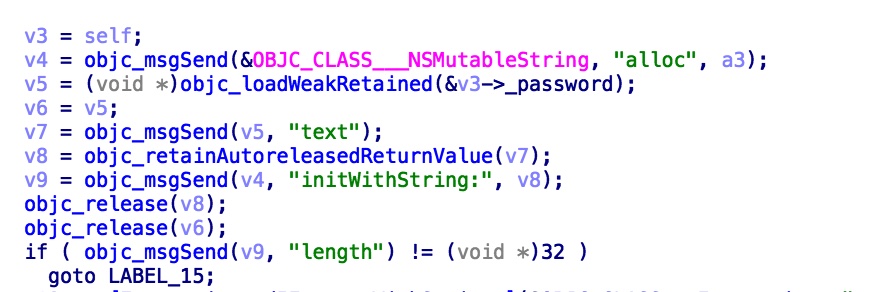 v3 = self;
v4 = objc_msgSend(&OBJC_CLASS___NSMutableString, "alloc", a3);
v5 = (void *)objc_loadWeakRetained(&v3->_password);
v6 = v5;
v7 = objc_msgSend(v5, "text");
v8 = objc_retainAutoreleasedReturnValue(v7);
v9 = objc_msgSend(v4, "initWithString:", v8);
objc_release(v8);
objc_release(v6);
if ( objc_msgSend(v9, "length") != (void *)32 )
goto LABEL_15;